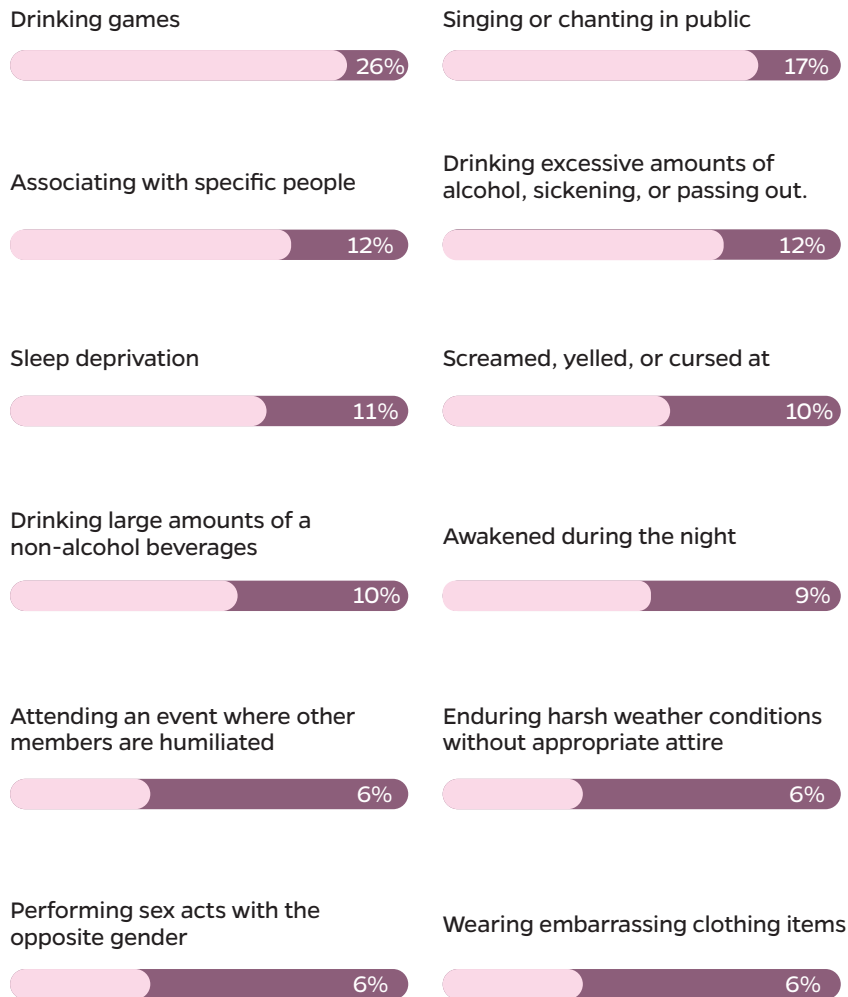 Drinking games
26%
Singing or chanting in public
17%
Associating with specific people
12%
Drinking excessive amounts of
alcohol, sickening, or passing out.
12%
Sleep deprivation
11%
Screamed, yelled, or cursed at
10%
Drinking large amounts of a
non-alcohol beverages
10%
Awakened during the night
9%
Attending an event where other
members are humiliated
6%
Enduring harsh weather conditions
without appropriate attire
6%
Performing sex acts with the
opposite gender
6%
Wearing embarrassing clothing items
6%